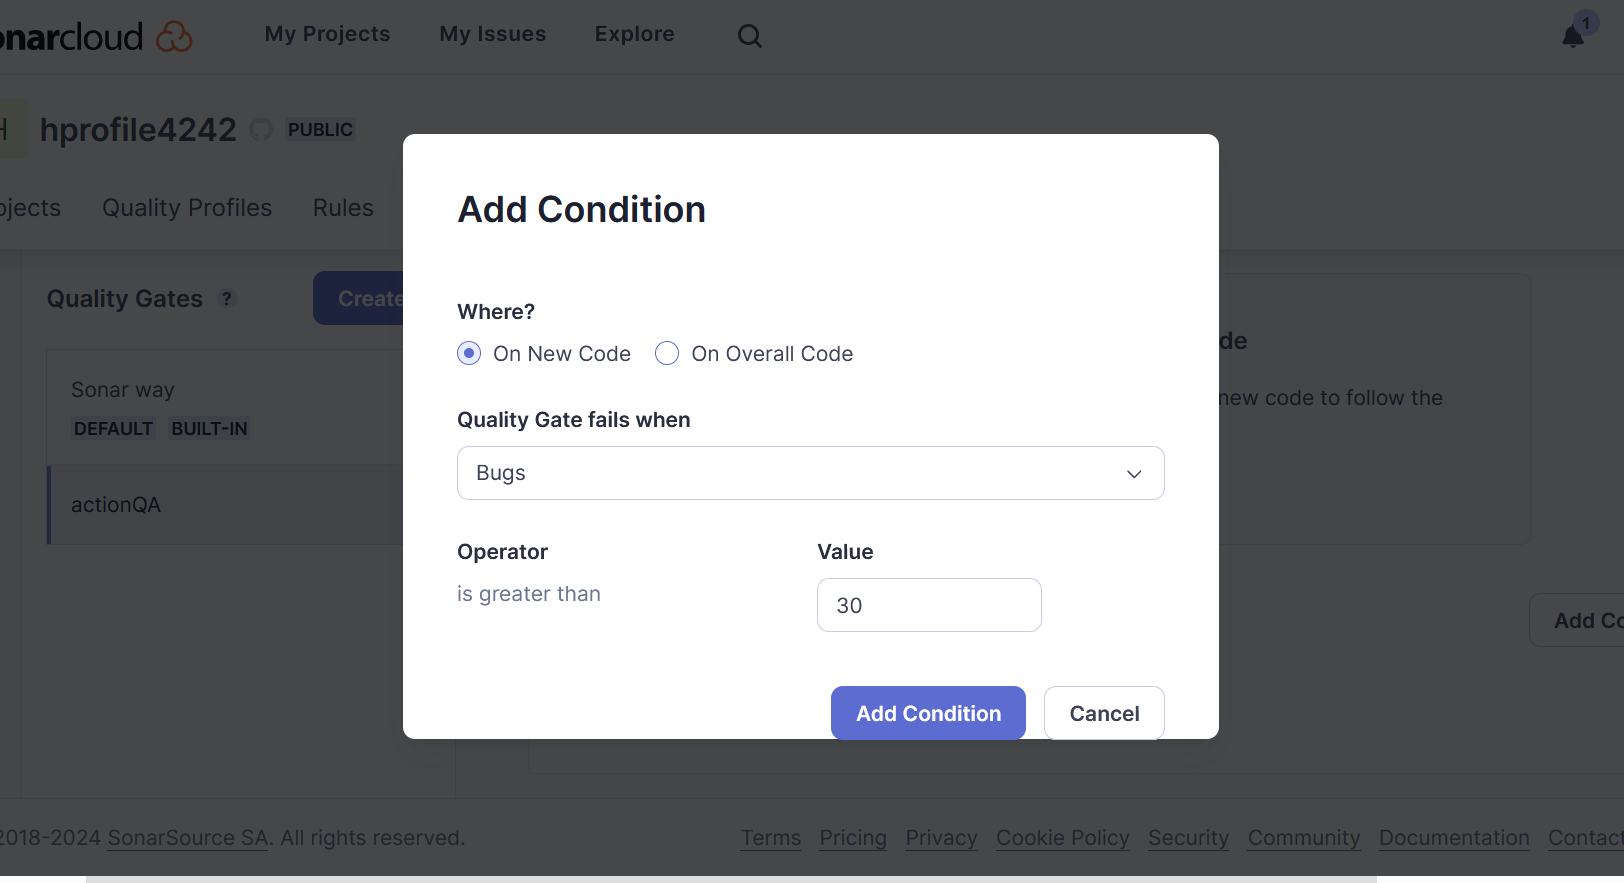 narcloud
My Projects
My Issues
Explore
1
H
hprofile4242
PUBLIC
jects
Quality Profiles
Rules
Quality Gates ?
Create
Sonar way
DEFAULT BUILT-IN
actionQA
Add Condition
Where?
On New Code
On Overall Code
Quality Gate fails when
Bugs
Operator
is greater than
Value
30
Add Condition
Cancel
de
new code to follow the
Add Co
2018-2024 SonarSource SA. All rights reserved.
Terms Pricing Privacy Cookie Policy Security Community Documentation Contact